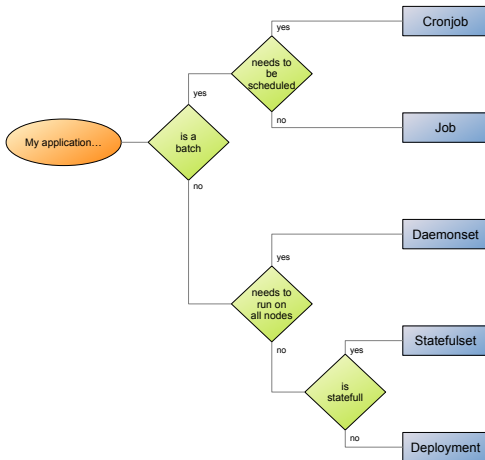 yes
Cronjob
needs to
be
scheduled
yes
no
Job
My application...
is a
batch
no
yes
Daemonset
needs to
run on
all nodes
no
yes
Statefulset
is
statefull
no
Deployment